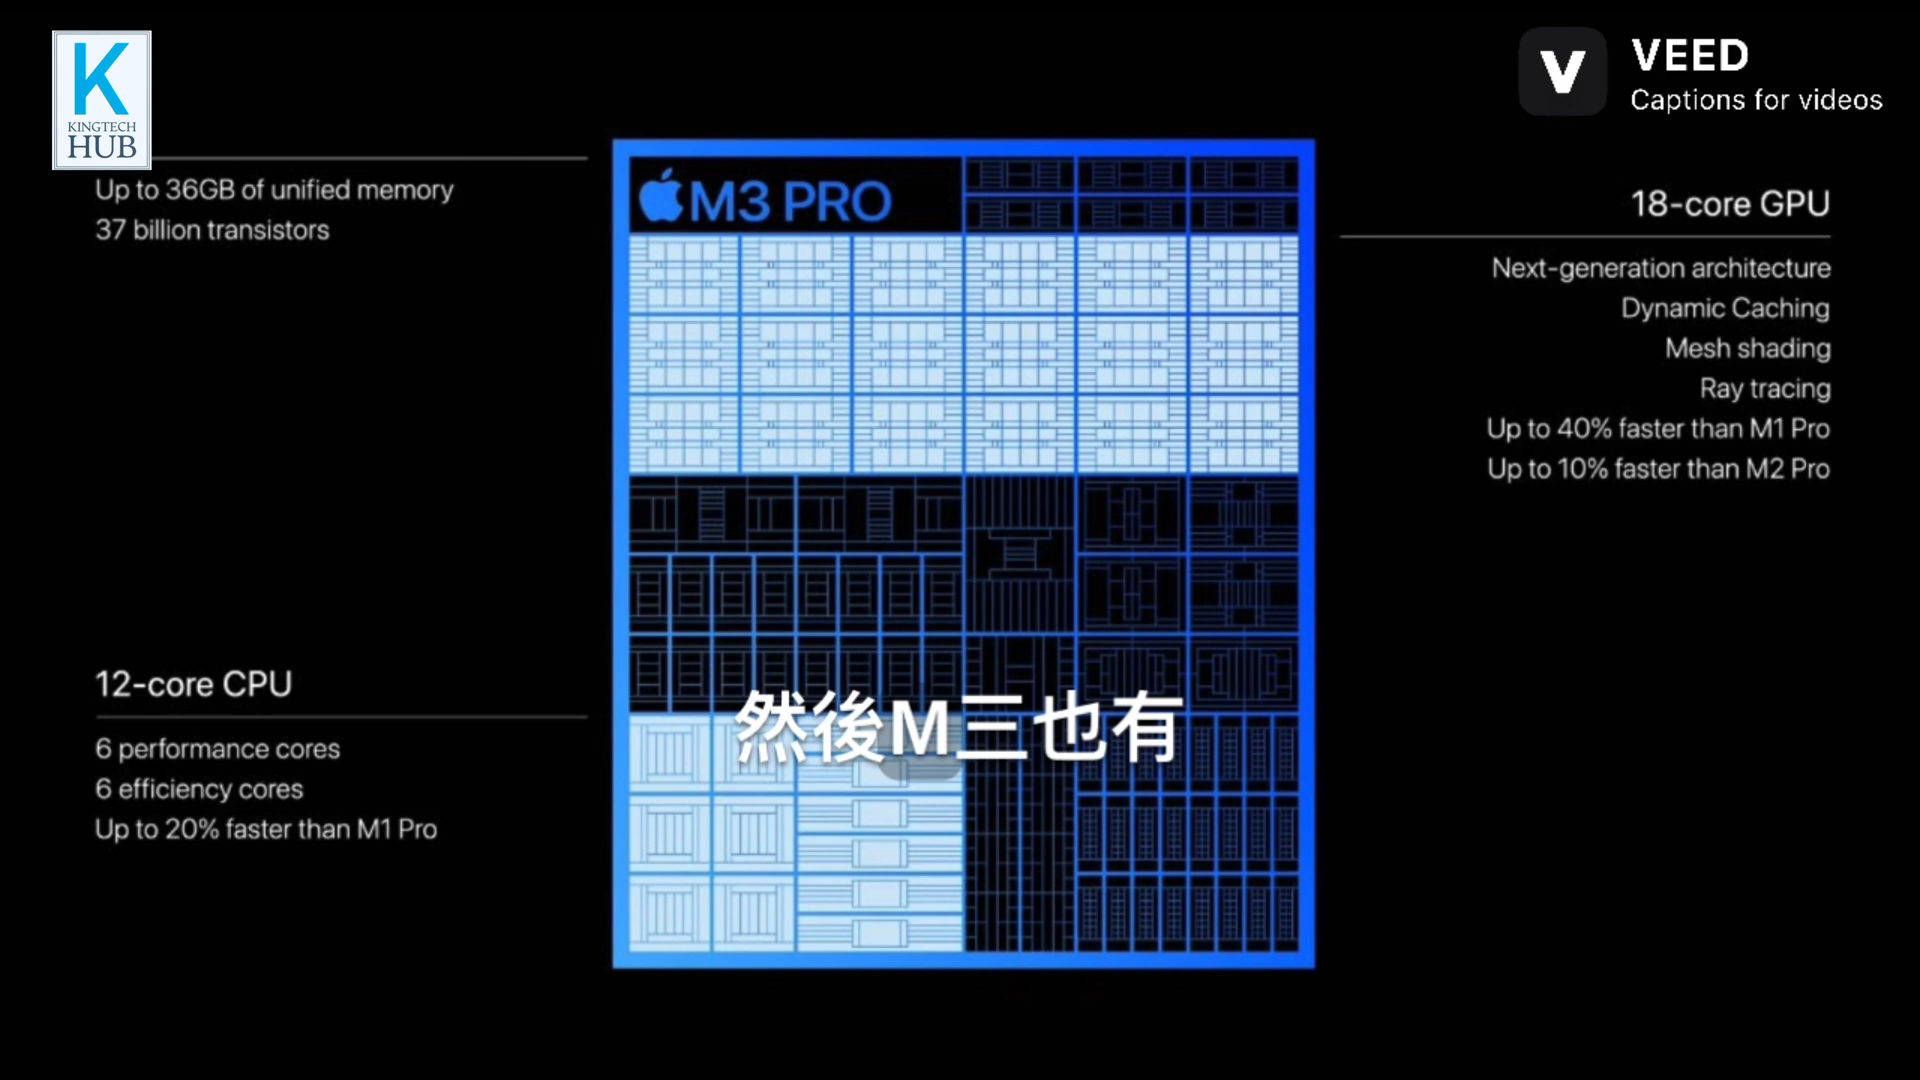 K
KINGTECH
HUB
V
VEED
Captions for videos
Up to 36GB of unified memory
37 billion transistors
M3 PRO
18-core GPU
Next-generation architecture
Dynamic Caching
Mesh shading
Ray tracing
Up to 40% faster than M1 Pro
Up to 10% faster than M2 Pro
12-core CPU
6 performance cores
6 efficiency cores
Up to 20% faster than M1 Pro
然後M三也有